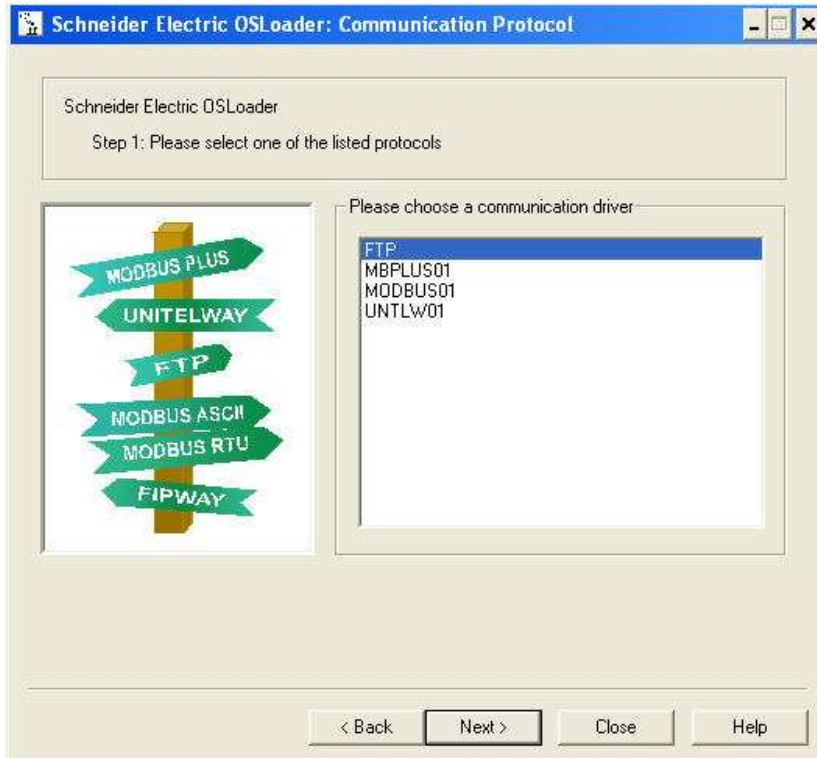 Schneider Electric OSLoader: Communication Protocol
Schneider Electric OSLoader
Step 1: Please select one of the listed protocols
MODBUS PLUS
UNITELWAY
FTP
MODBUS ASCII
MODBUS RTU
FIPWAY
Please choose a communication driver
FTP
MBPLUS01
MODBUS01
UNTLW01
< Back
Next >
Close
Help